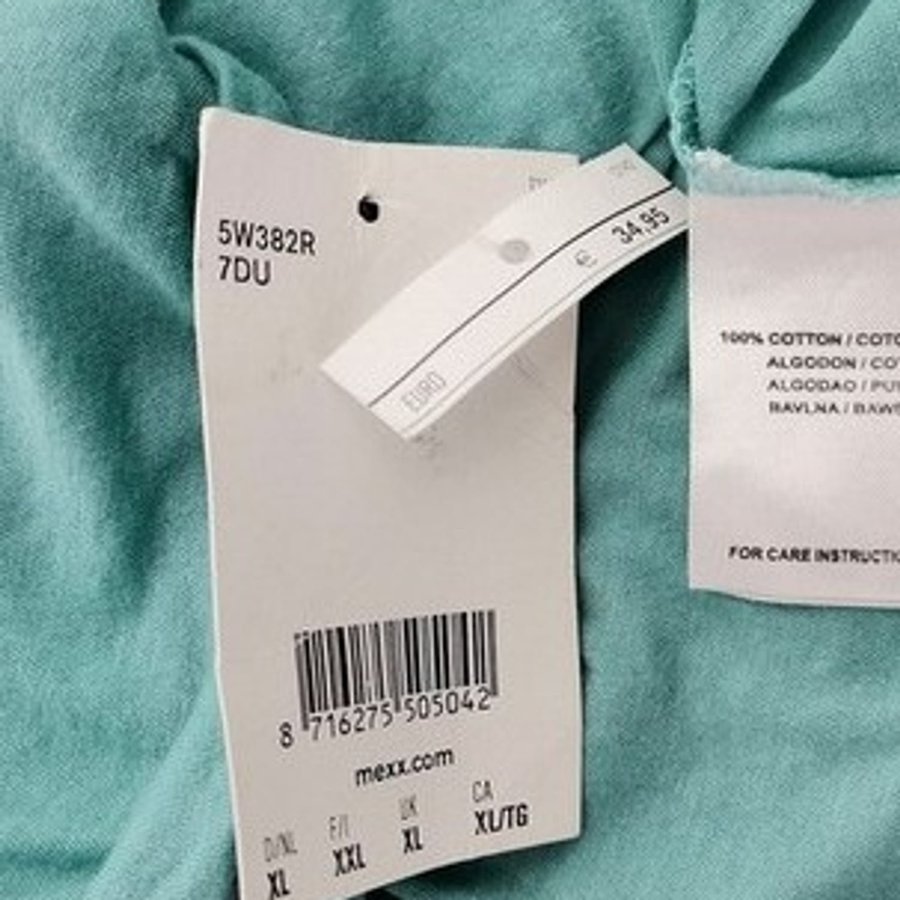 5W382R
7DU
€ 34,95
EURO
100% COTTON / COTO
ALGODON / CO
ALGODAO / PU
BAVLNA / BAW
FOR CARE INSTRUCTIO
8 716275 505042
mexx.com
D/NL F/I UK CA
XL XXL XL XL/TG